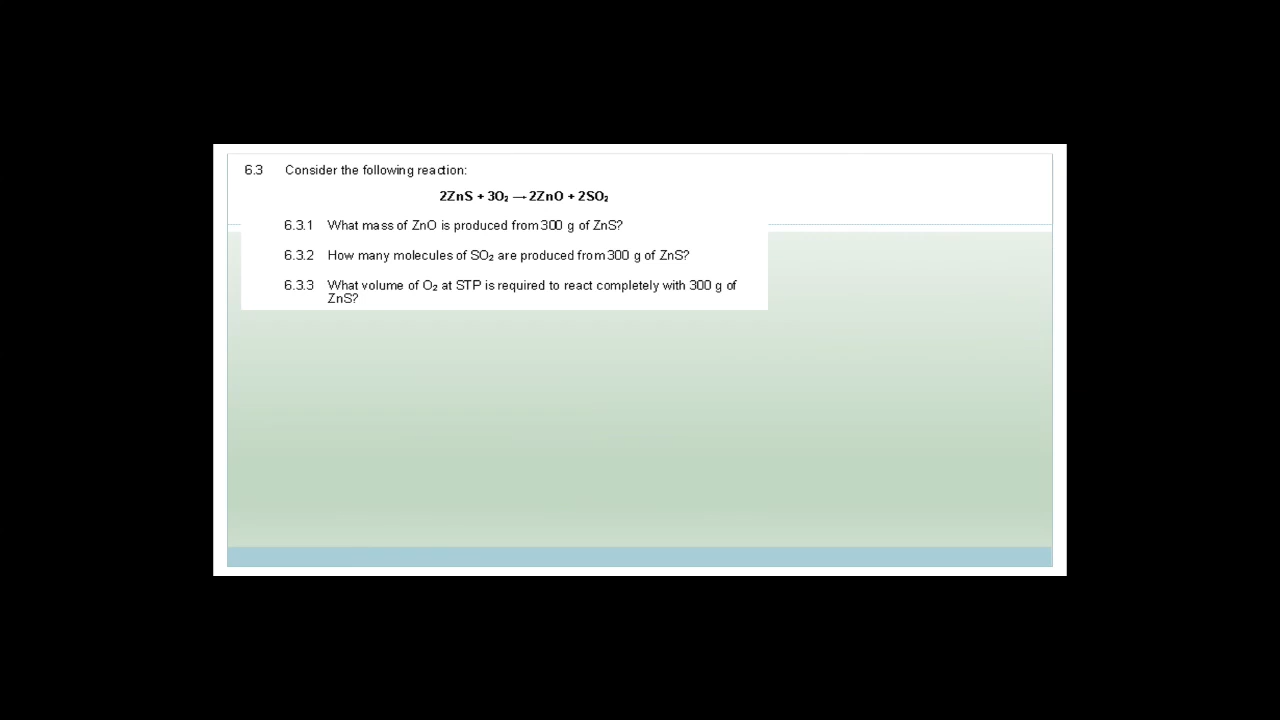 6.3 Consider the following reaction:
2ZnS + 3O₂ → 2ZnO + 2SO₂
6.3.1 What mass of ZnO is produced from 300 g of ZnS?
6.3.2 How many molecules of SO₂ are produced from 300 g of ZnS?
6.3.3 What volume of O₂ at STP is required to react completely with 300 g of
ZnS?